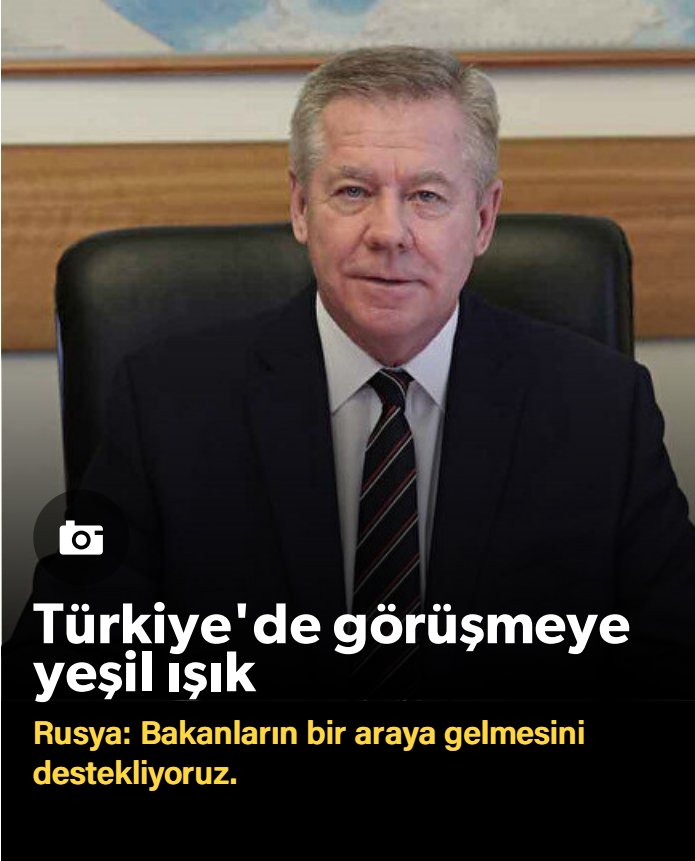 Türkiye'de görüşmeye
yeşil ışık
Rusya: Bakanların bir araya gelmesini
destekliyoruz.